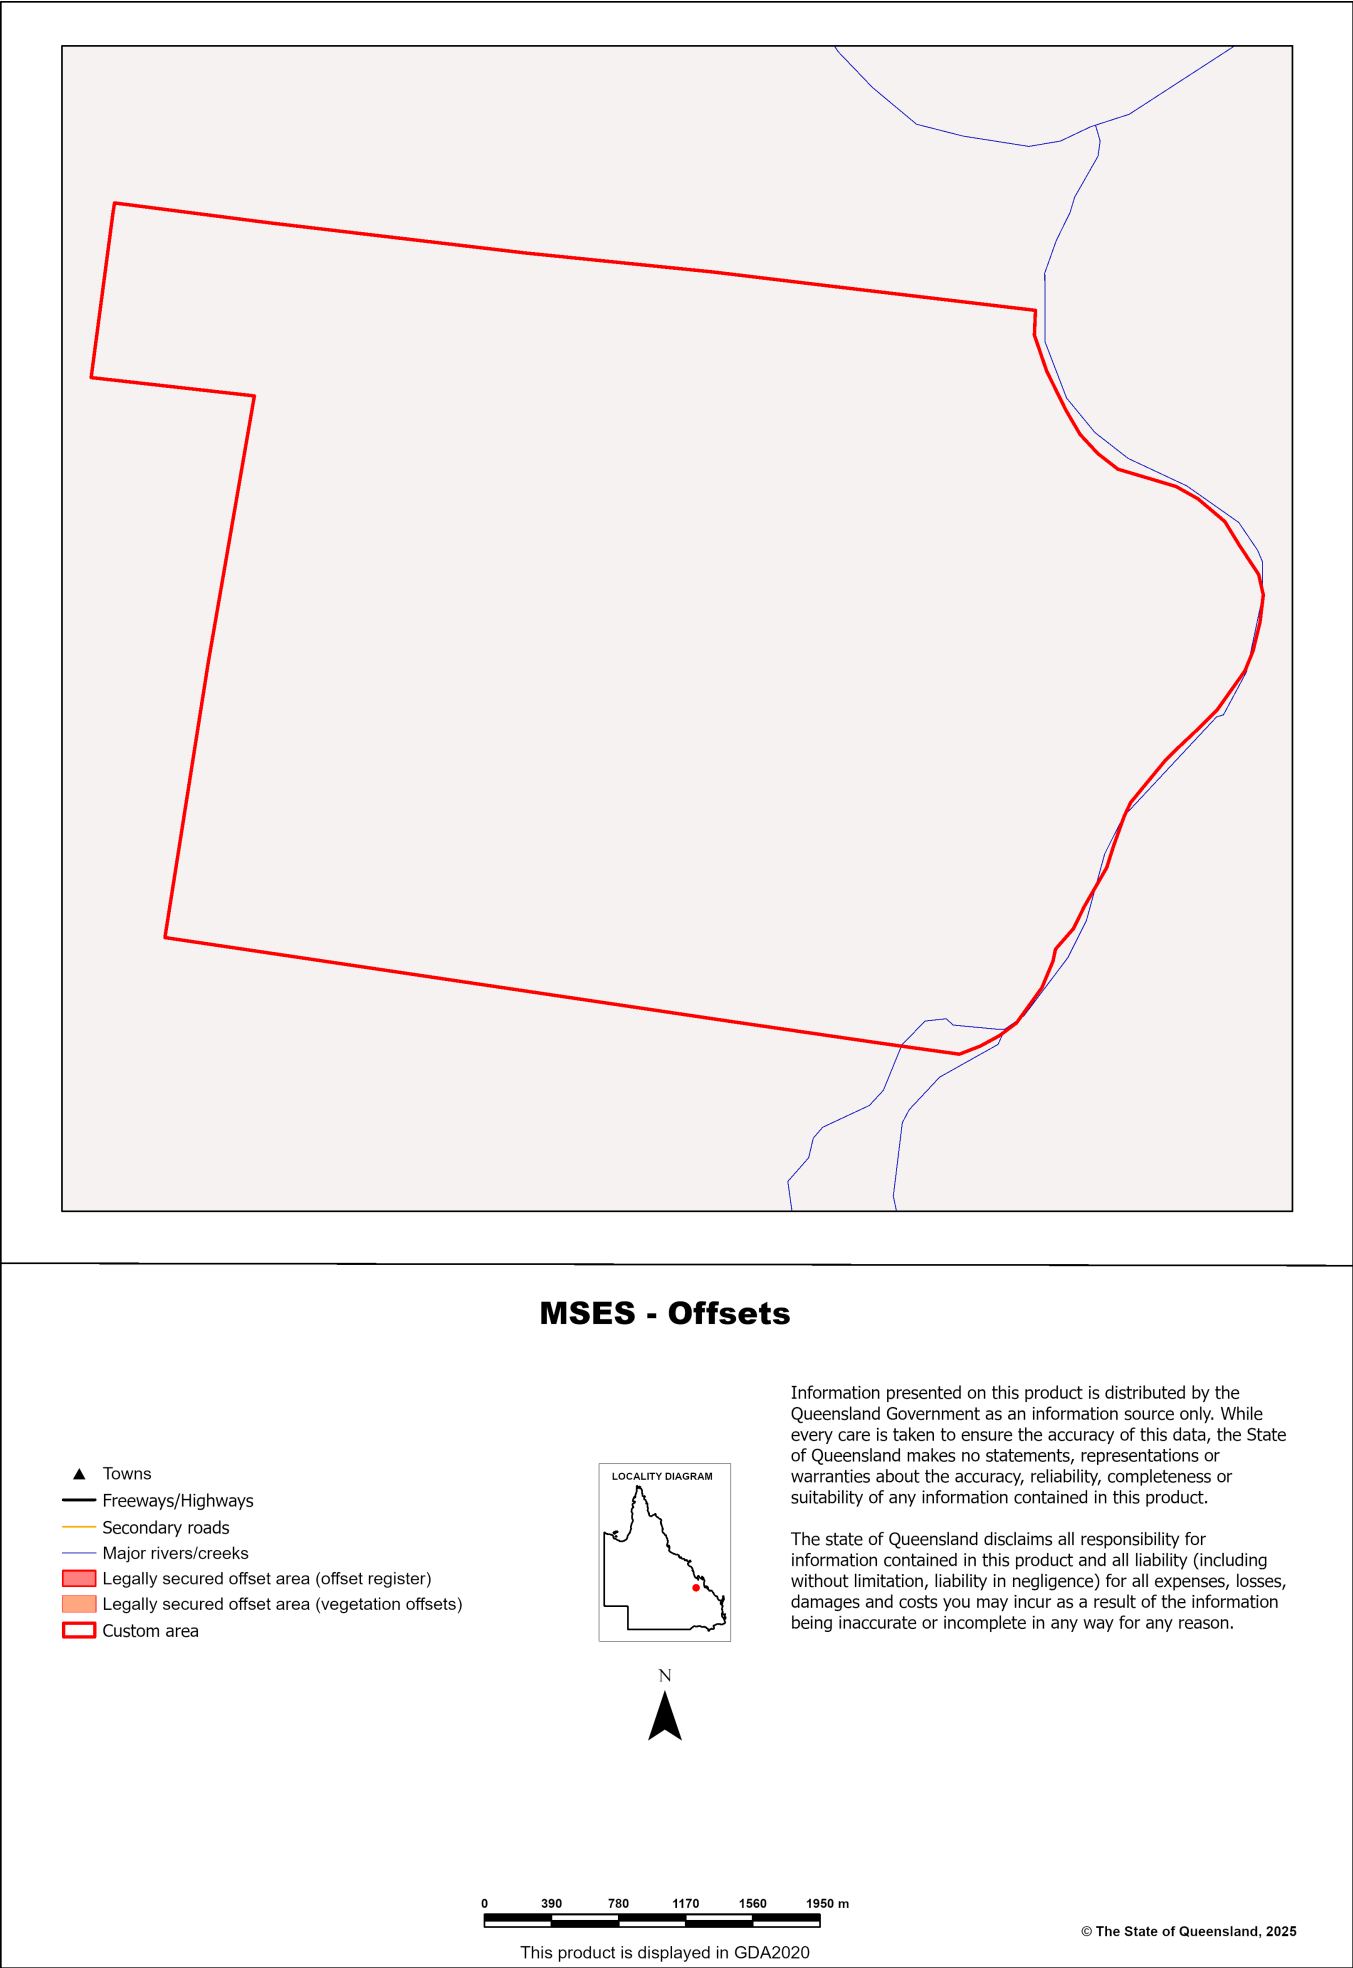 MSES - Offsets
Information presented on this product is distributed by the
Queensland Government as an information source only. While
every care is taken to ensure the accuracy of this data, the State
of Queensland makes no statements, representations or
warranties about the accuracy, reliability, completeness or
suitability of any information contained in this product.
The state of Queensland disclaims all responsibility for
information contained in this product and all liability (including
without limitation, liability in negligence) for all expenses, losses,
damages and costs you may incur as a result of the information
being inaccurate or incomplete in any way for any reason.
Towns
Freeways/Highways
Secondary roads
Major rivers/creeks
Legally secured offset area (offset register)
Legally secured offset area (vegetation offsets)
Custom area
LOCALITY DIAGRAM
N
0 390 780 1170 1560 1950 m
This product is displayed in GDA2020
© The State of Queensland, 2025